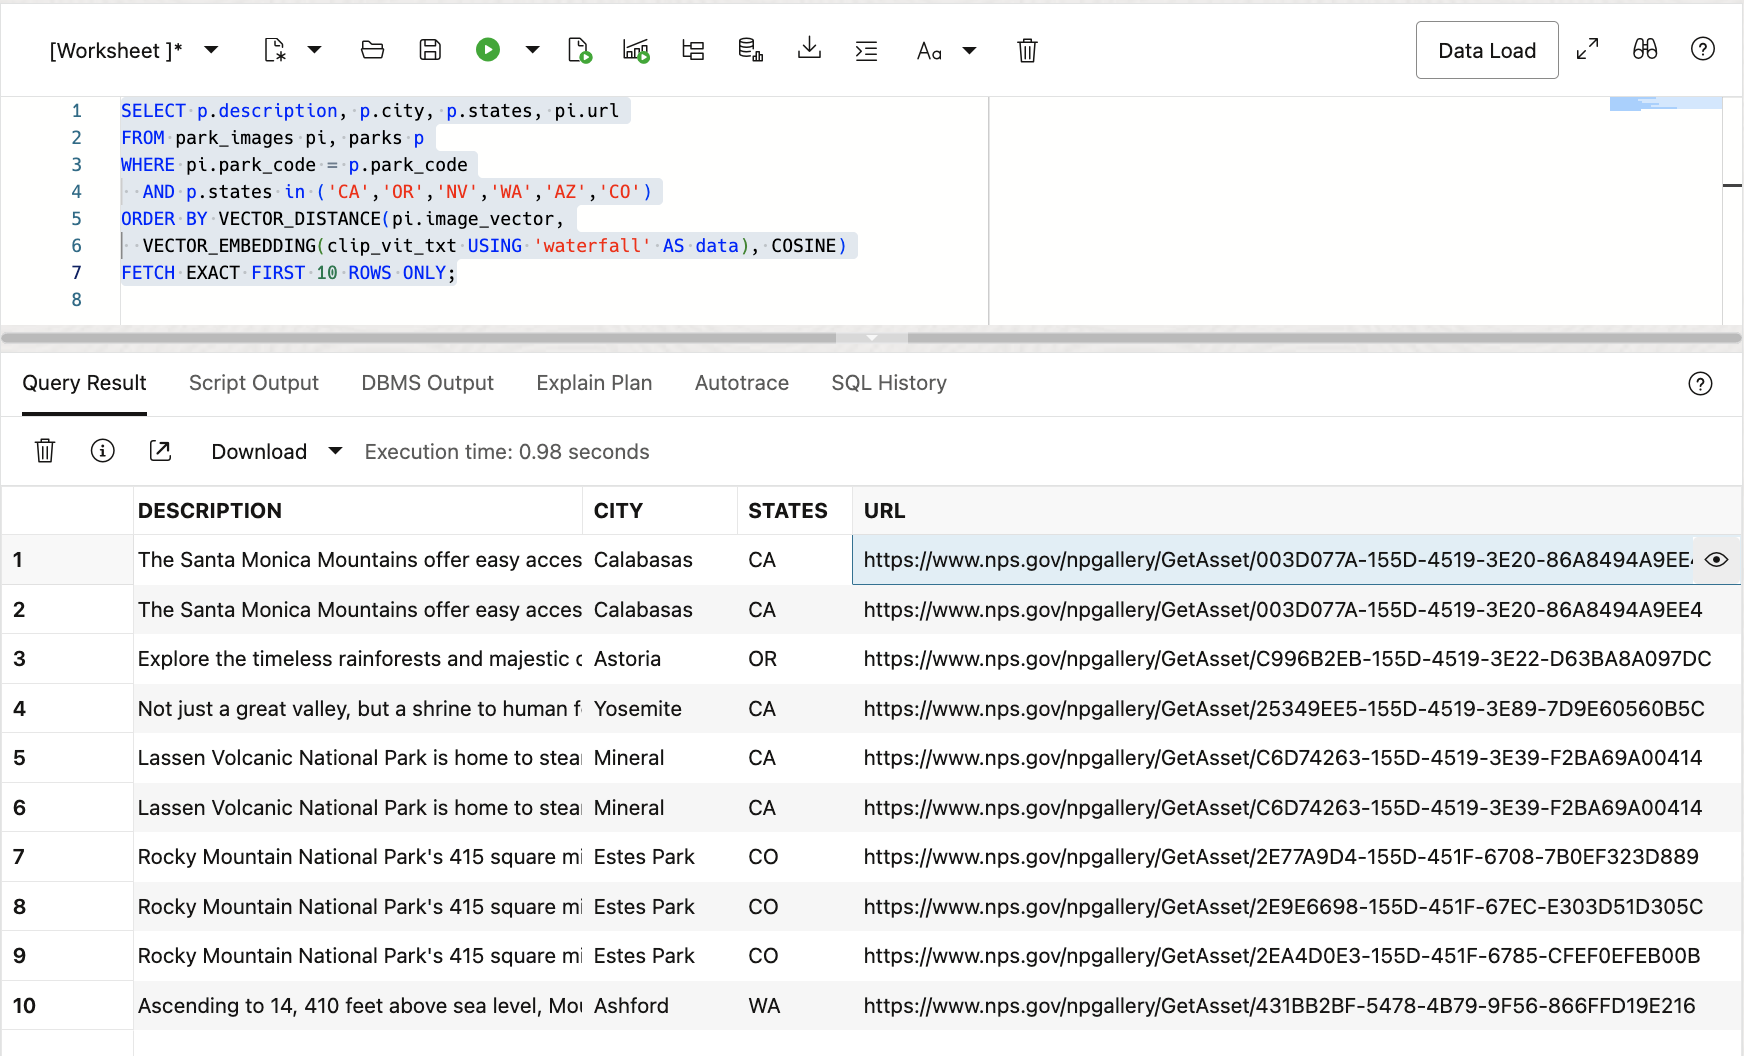 [Worksheet ]*
Aa
Data Load
1 SELECT p.description, p.city, p.states, pi.url
2 FROM park_images pi, parks p
3 WHERE pi.park_code = p.park_code
4 AND p.states in ('CA','OR','NV','WA','AZ','CO')
5 ORDER BY VECTOR_DISTANCE(pi.image_vector,
6 VECTOR_EMBEDDING(clip_vit_txt USING 'waterfall' AS data), COSINE)
7 FETCH EXACT FIRST 10 ROWS ONLY;
8
Query Result Script Output DBMS Output Explain Plan Autotrace SQL History
Download Execution time: 0.98 seconds
DESCRIPTION CITY STATES URL
1 The Santa Monica Mountains offer easy acces Calabasas CA https://www.nps.gov/npgallery/GetAsset/003D077A-155D-4519-3E20-86A8494A9EE4
2 The Santa Monica Mountains offer easy acces Calabasas CA https://www.nps.gov/npgallery/GetAsset/003D077A-155D-4519-3E20-86A8494A9EE4
3 Explore the timeless rainforests and majestic Astoria OR https://www.nps.gov/npgallery/GetAsset/C996B2EB-155D-4519-3E22-D63BA8A097DC
4 Not just a great valley, but a shrine to human Yosemite CA https://www.nps.gov/npgallery/GetAsset/25349EE5-155D-4519-3E89-7D9E60560B5C
5 Lassen Volcanic National Park is home to stea Mineral CA https://www.nps.gov/npgallery/GetAsset/C6D74263-155D-4519-3E39-F2BA69A00414
6 Lassen Volcanic National Park is home to stea Mineral CA https://www.nps.gov/npgallery/GetAsset/C6D74263-155D-4519-3E39-F2BA69A00414
7 Rocky Mountain National Park's 415 square mi Estes Park CO https://www.nps.gov/npgallery/GetAsset/2E77A9D4-155D-451F-6708-7B0EF323D889
8 Rocky Mountain National Park's 415 square mi Estes Park CO https://www.nps.gov/npgallery/GetAsset/2E9E6698-155D-451F-67EC-E303D51D305C
9 Rocky Mountain National Park's 415 square mi Estes Park CO https://www.nps.gov/npgallery/GetAsset/2EA4D0E3-155D-451F-6785-CFEF0EFEB00B
10 Ascending to 14, 410 feet above sea level, Mou Ashford WA https://www.nps.gov/npgallery/GetAsset/431BB2BF-5478-4B79-9F56-866FFD19E216